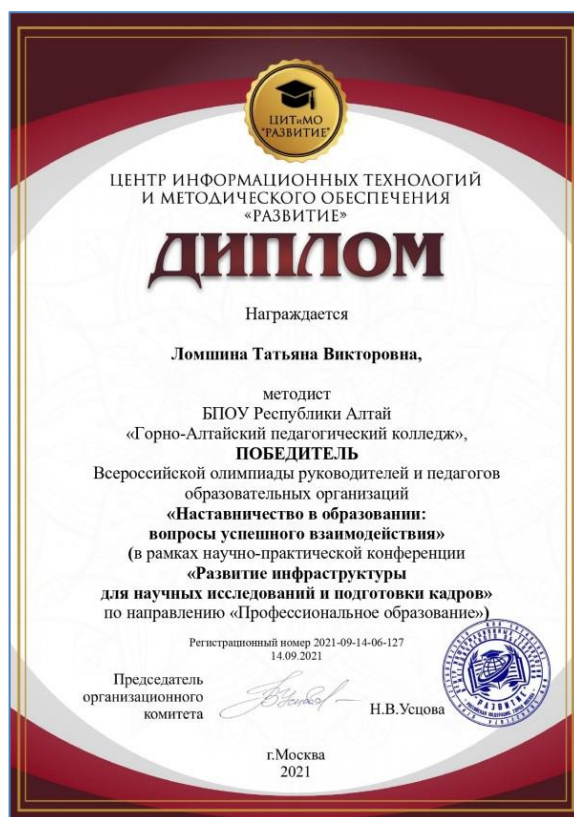 ЦИТиМО
"РАЗВИТИЕ"
ЦЕНТР ИНФОРМАЦИОННЫХ ТЕХНОЛОГИЙ
И МЕТОДИЧЕСКОГО ОБЕСПЕЧЕНИЯ
«РАЗВИТИЕ»
ДИПЛОМ
Награждается
Ломшина Татьяна Викторовна,
методист
БПОУ Республики Алтай
«Горно-Алтайский педагогический колледж»,
ПОБЕДИТЕЛЬ
Всероссийской олимпиады руководителей и педагогов
образовательных организаций
«Наставничество в образовании:
вопросы успешного взаимодействия»
(в рамках научно-практической конференции
«Развитие инфраструктуры
для научных исследований и подготовки кадров»
по направлению «Профессиональное образование»)
Регистрационный номер 2021-09-14-06-127
14.09.2021
Председатель
организационного
комитета
Н.В.Усцова
РАЗВИТИЕ
г.Москва
2021